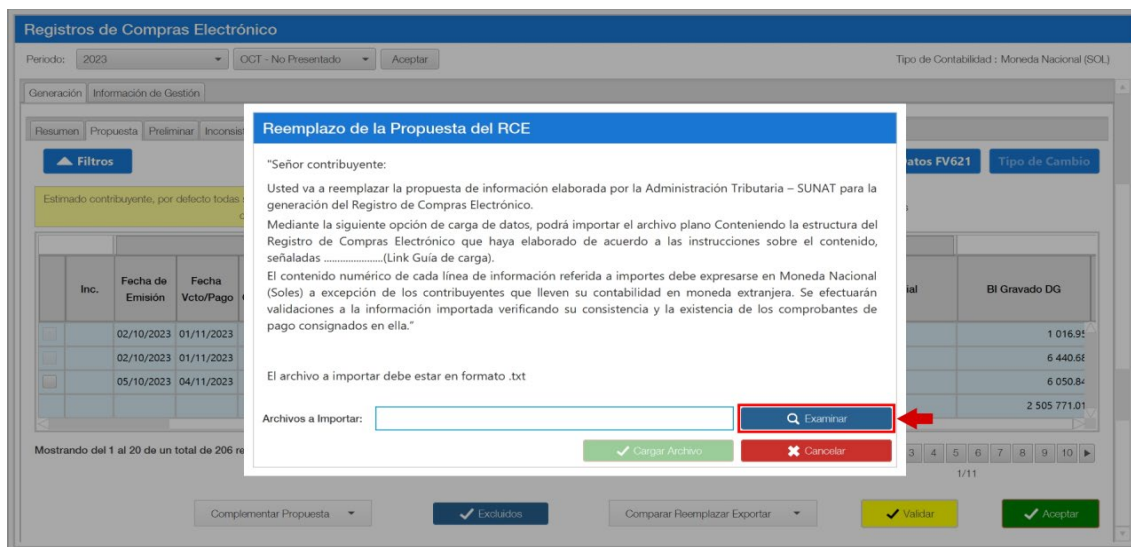 Registros de Compras Electrónico
Periodo: 2023 OCT - No Presentado Aceptar Tipo de Contabilidad : Moneda Nacional (SOL)
Generación Información de Gestión
Resumen Propuesta Preliminar
Filtros
FV621 Tipo de Cambio
Estimado contribuyente, por defecto todas
Reemplazo de la Propuesta del RCE
"Señor contribuyente:
Usted va a reemplazar la propuesta de información elaborada por la Administración Tributaria – SUNAT para la
generación del Registro de Compras Electrónico.
Mediante la siguiente opción de carga de datos, podrá importar el archivo plano Conteniendo la estructura del
Registro de Compras Electrónico que haya elaborado de acuerdo a las instrucciones sobre el contenido,
señaladas ......................(Link Guía de carga).
El contenido numérico de cada línea de información referida a importes debe expresarse en Moneda Nacional
(Soles) a excepción de los contribuyentes que lleven su contabilidad en moneda extranjera. Se efectuarán
validaciones a la información importada verificando su consistencia y la existencia de los comprobantes de
pago consignados en ella."
El archivo a importar debe estar en formato .txt
Archivos a Importar: Examinar
Cargar Archivo Cancelar
Inc. Fecha de Emisión Fecha Vcto/Pago BI Gravado DG
02/10/2023 01/11/2023 1 016.95
02/10/2023 01/11/2023 6 440.68
05/10/2023 04/11/2023 6 050.84
2 505 771.01
Mostrando del 1 al 20 de un total de 206 3 4 5 6 7 8 9 10
1/11
Complementar Propuesta Excluidos Comparar Reemplazar Exportar Validar Aceptar